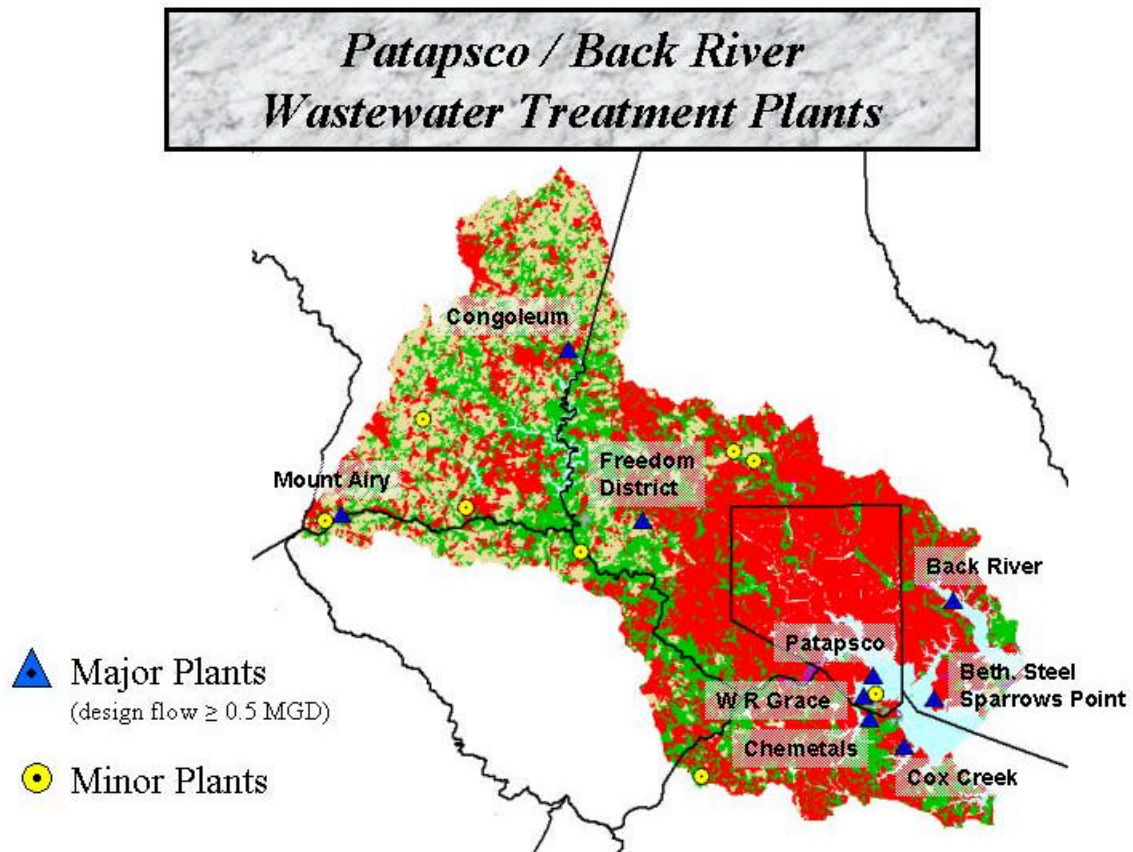 Patapsco / Back River
Wastewater Treatment Plants
Congoleum
Mount Airy
Freedom
District
Back River
Patapsco
Beth. Steel
Sparrows Point
W R Grace
Chemetals
Cox Creek
Major Plants
(design flow ≥ 0.5 MGD)
Minor Plants